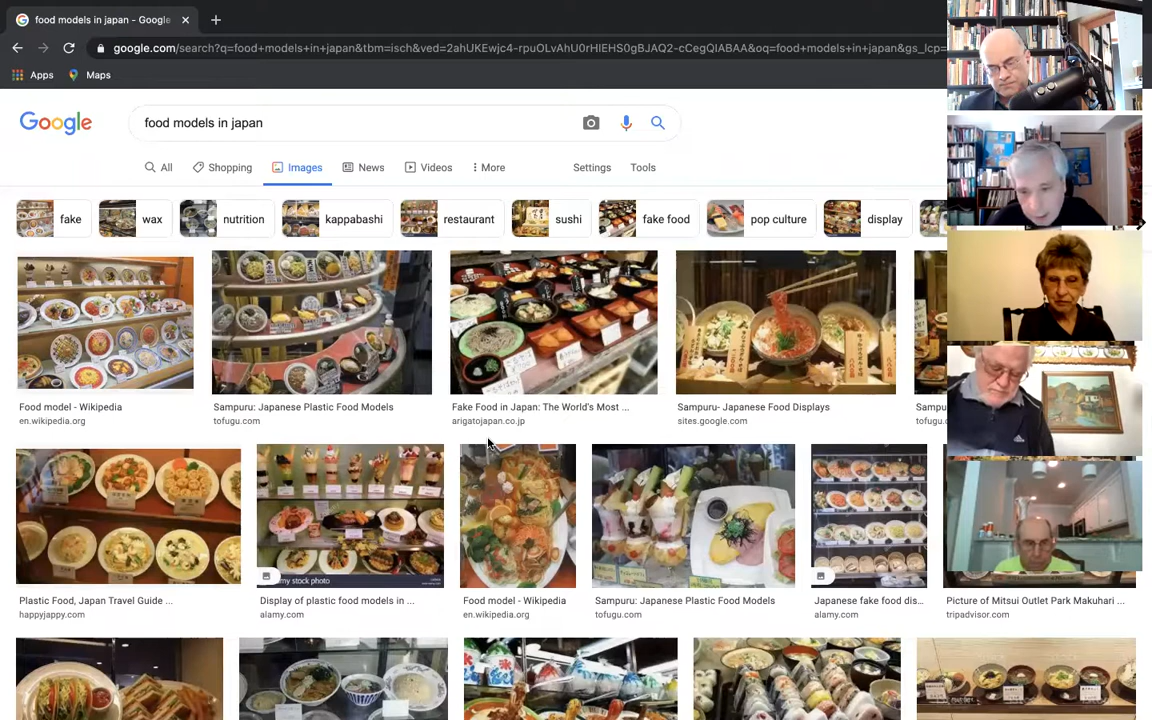 food models in japan - Google
google.com/search?q=food+models+in+japan&tbm=isch&ved=2ahUKEwjc4-rpuOLvAhU0rHIEHS0gBJAQ2-cCegQIABAA&oq=food+models+in+japan&gs_lcp=
Apps Maps
Google food models in japan
All Shopping Images News Videos More Settings Tools
fake wax nutrition kappabashi restaurant sushi fake food pop culture display
Food model - Wikipedia
en.wikipedia.org
Sampuru: Japanese Plastic Food Models
tofugu.com
Fake Food in Japan: The World's Most ...
arigatojapan.co.jp
Sampuru- Japanese Food Displays
sites.google.com
Sampu
tofugu.c
Plastic Food, Japan Travel Guide ...
happyjappy.com
my stock photo
Display of plastic food models in ...
alamy.com
Food model - Wikipedia
en.wikipedia.org
Sampuru: Japanese Plastic Food Models
tofugu.com
Japanese fake food dis...
alamy.com
Picture of Mitsui Outlet Park Makuhari ...
tripadvisor.com